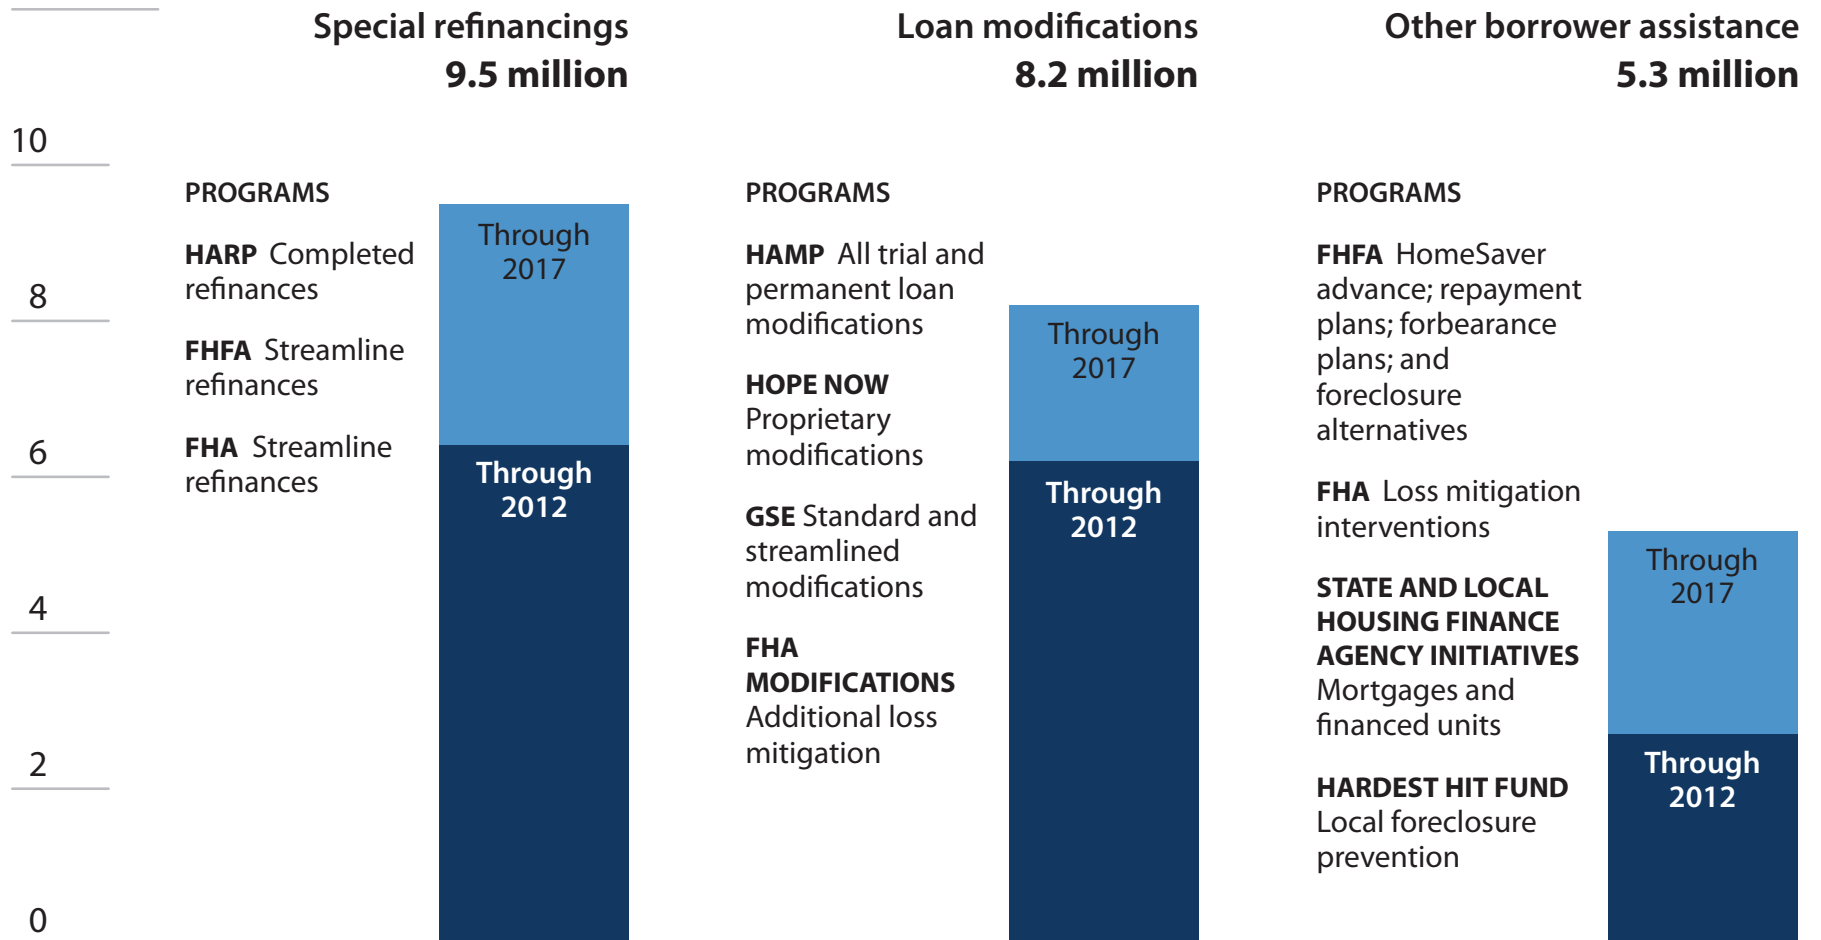 Special refinancings
9.5 million
Loan modifications
8.2 million
Other borrower assistance
5.3 million
10
8
6
4
2
0
PROGRAMS
HARP Completed
refinances
FHFA Streamline
refinances
FHA Streamline
refinances
Through
2017
Through
2012
PROGRAMS
HAMP All trial and
permanent loan
modifications
HOPE NOW
Proprietary
modifications
GSE Standard and
streamlined
modifications
FHA
MODIFICATIONS
Additional loss
mitigation
Through
2017
Through
2012
PROGRAMS
FHFA HomeSaver
advance; repayment
plans; forbearance
plans; and
foreclosure
alternatives
FHA Loss mitigation
interventions
STATE AND LOCAL
HOUSING FINANCE
AGENCY INITIATIVES
Mortgages and
financed units
HARDEST HIT FUND
Local foreclosure
prevention
Through
2017
Through
2012